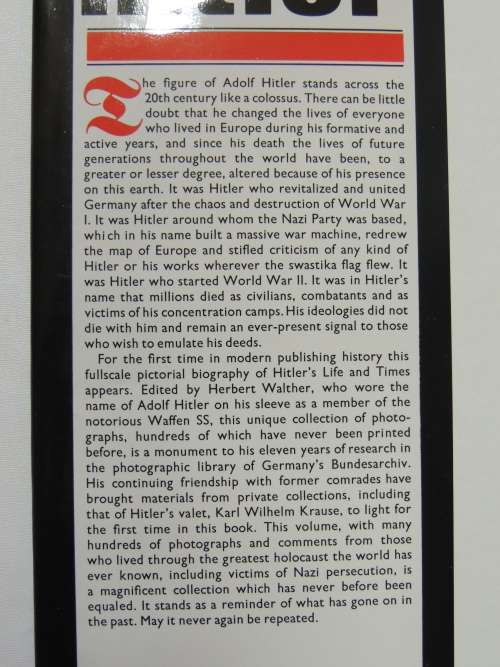 The figure of Adolf Hitler stands across the
20th century like a colossus. There can be little
doubt that he changed the lives of everyone
who lived in Europe during his formative and
active years, and since his death the lives of future
generations throughout the world have been, to a
greater or lesser degree, altered because of his presence
on this earth. It was Hitler who revitalized and united
Germany after the chaos and destruction of World War
I. It was Hitler around whom the Nazi Party was based,
which in his name built a massive war machine, redrew
the map of Europe and stifled criticism of any kind of
Hitler or his works wherever the swastika flag flew. It
was Hitler who started World War II. It was in Hitler's
name that millions died as civilians, combatants and as
victims of his concentration camps. His ideologies did not
die with him and remain an ever-present signal to those
who wish to emulate his deeds.
For the first time in modern publishing history this
fullscale pictorial biography of Hitler's Life and Times
appears. Edited by Herbert Walther, who wore the
name of Adolf Hitler on his sleeve as a member of the
notorious Waffen SS, this unique collection of photo-
graphs, hundreds of which have never been printed
before, is a monument to his eleven years of research in
the photographic library of Germany's Bundesarchiv.
His continuing friendship with former comrades have
brought materials from private collections, including
that of Hitler's valet, Karl Wilhelm Krause, to light for
the first time in this book. This volume, with many
hundreds of photographs and comments from those
who lived through the greatest holocaust the world has
ever known, including victims of Nazi persecution, is
a magnificent collection which has never before been
equaled. It stands as a reminder of what has gone on in
the past. May it never again be repeated.